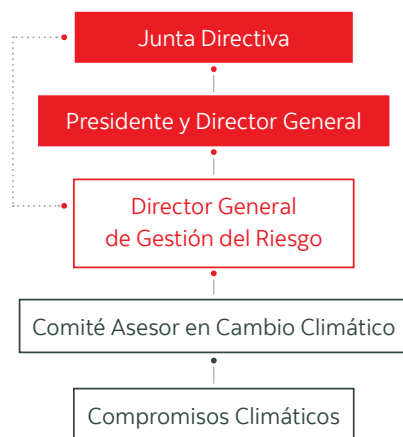 Junta Directiva
Presidente y Director General
Director General
de Gestión del Riesgo
Comité Asesor en Cambio Climático
Compromisos Climáticos